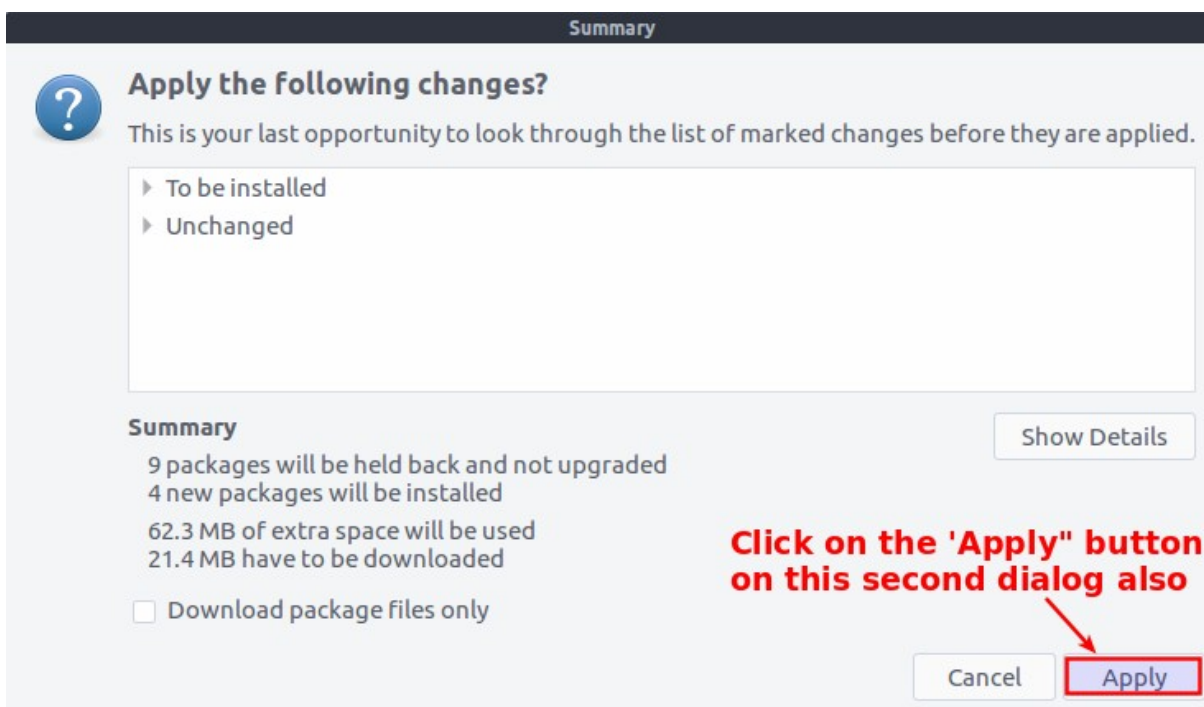 Summary
?
Apply the following changes?
This is your last opportunity to look through the list of marked changes before they are applied.
To be installed
Unchanged
Summary
Show Details
9 packages will be held back and not upgraded
4 new packages will be installed
62.3 MB of extra space will be used
21.4 MB have to be downloaded
Click on the 'Apply" button
on this second dialog also
Download package files only
Cancel
Apply